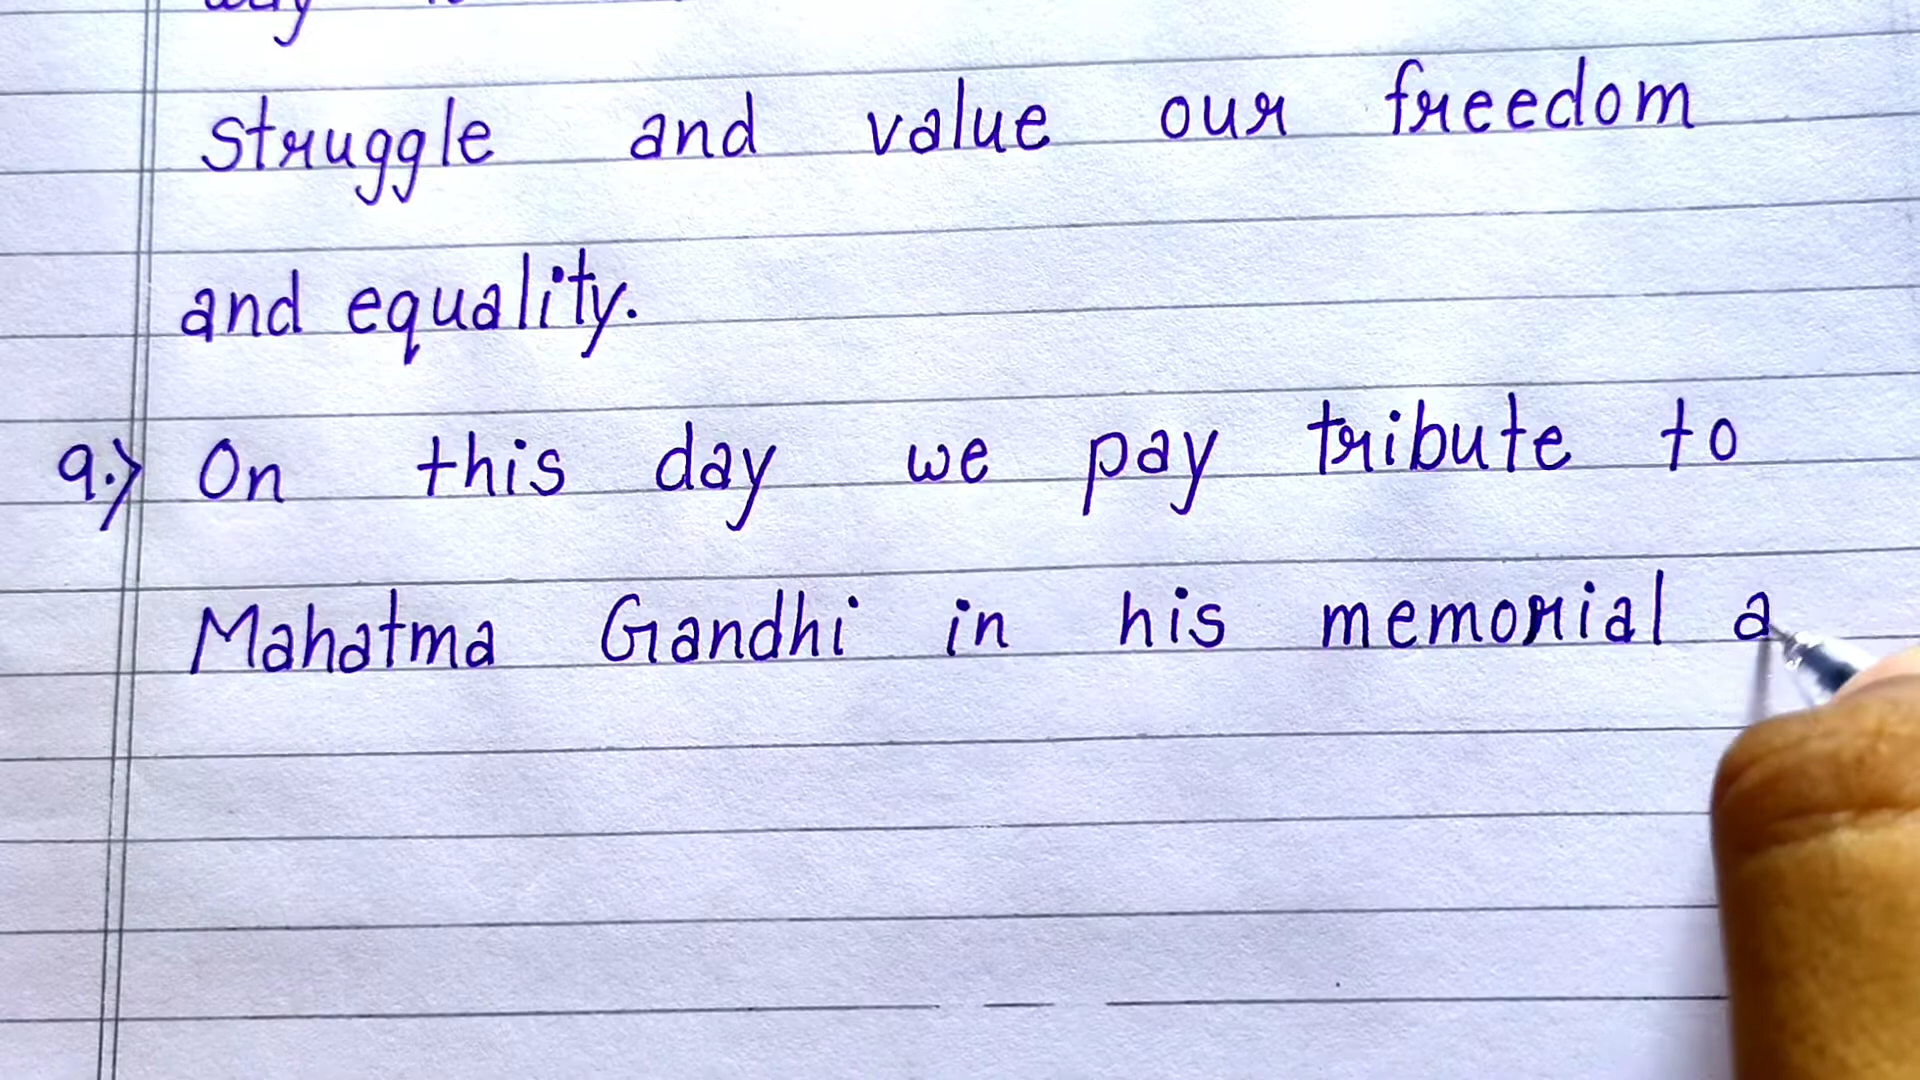 struggle and value our freedom
and equality.
9.) On this day we pay tribute to
Mahatma Gandhi in his memorial a